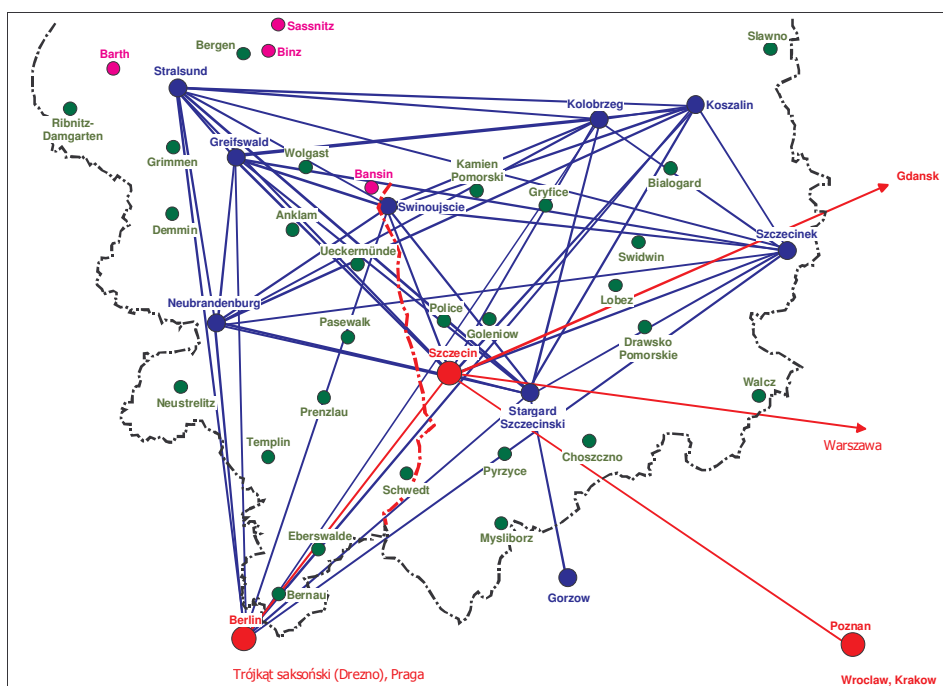 Sassnitz
Bergen
Binz
Barth
Slawno
Stralsund
Kolobrzeg
Koszalin
Ribnitz-
Damgarten
Greifswald
Grimmen
Wolgast
Kamien
Pomorski
Bansin
Gryfice
Bialogard
Gdansk
Swinoujscie
Demmin
Anklam
Szczecinek
Ueckermünde
Swidwin
Neubrandenburg
Lobez
Police
Pasewalk
Goleniow
Drawsko
Pomorskie
Szczecin
Neustrelitz
Prenzlau
Stargard
Szczecinski
Walcz
Templin
Warszawa
Choszczno
Pyrzyce
Schwedt
Mysliborz
Eberswalde
Bernau
Gorzow
Berlin
Poznan
Trójkąt saksoński (Drezno), Praga
Wroclaw, Krakow